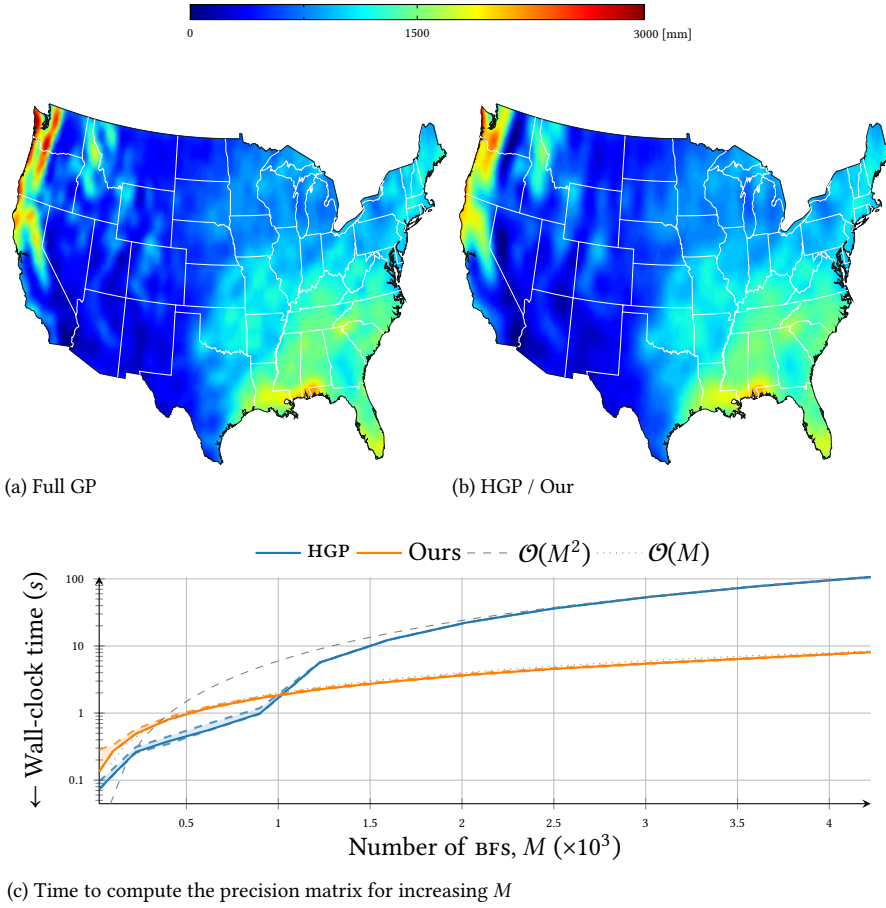 0 1500 3000 [mm]
(a) Full GP
(b) HGP / Our
HGP Ours 𝒪(M²) 𝒪(M)
← Wall-clock time (s)
100
10
1
0.1
0.5 1 1.5 2 2.5 3 3.5 4
Number of BFS, M (×10³)
(c) Time to compute the precision matrix for increasing M